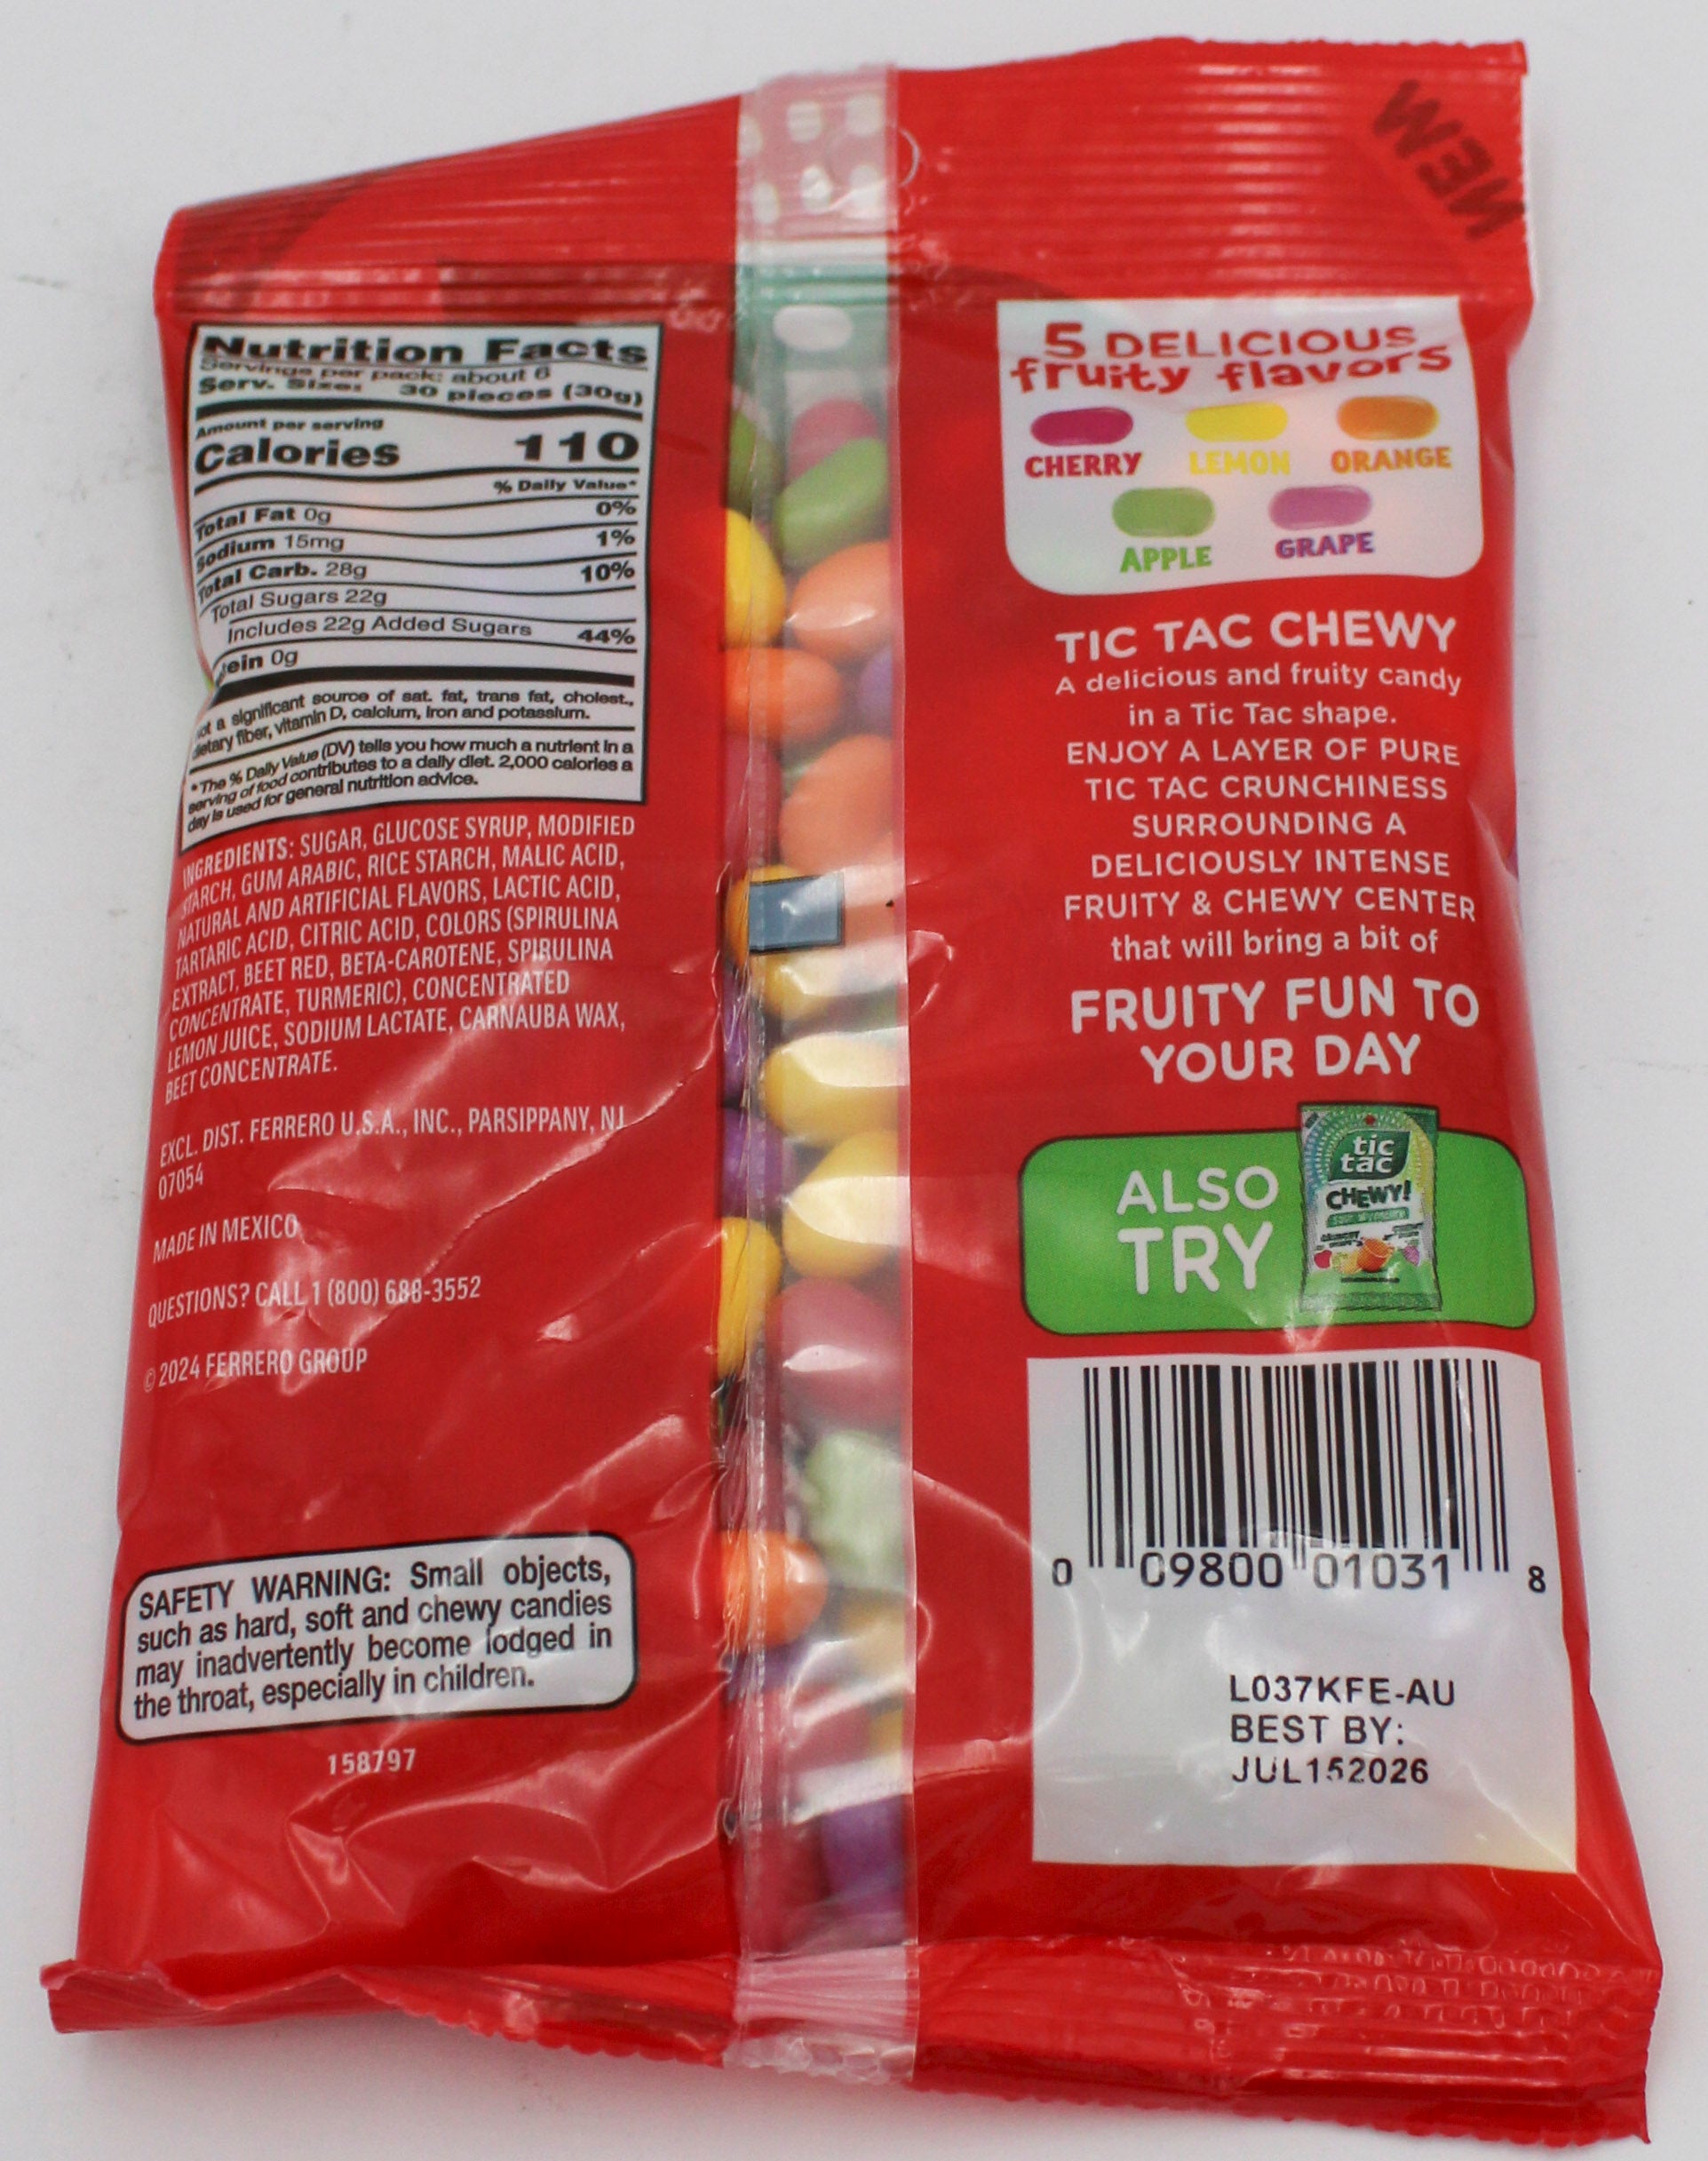 NEW
Nutrition Facts
Servings per pack: about 6
Serv. Size: 30 pieces (30g)
Amount per serving
Calories 110
% Daily Value*
Total Fat 0g 0%
Sodium 15mg 1%
Total Carb. 28g 10%
Total Sugars 22g
Includes 22g Added Sugars 44%
ein 0g
ot a significant source of sat. fat, trans fat, cholest.,
ietary fiber, vitamin D, calcium, iron and potassium.
*The % Daily Value (DV) tells you how much a nutrient in a
serving of food contributes to a daily diet. 2,000 calories a
day is used for general nutrition advice.
INGREDIENTS: SUGAR, GLUCOSE SYRUP, MODIFIED
STARCH, GUM ARABIC, RICE STARCH, MALIC ACID,
NATURAL AND ARTIFICIAL FLAVORS, LACTIC ACID,
TARTARIC ACID, CITRIC ACID, COLORS (SPIRULINA
EXTRACT, BEET RED, BETA-CAROTENE, SPIRULINA
CONCENTRATE, TURMERIC), CONCENTRATED
LEMON JUICE, SODIUM LACTATE, CARNAUBA WAX,
BEET CONCENTRATE.
EXCL. DIST. FERRERO U.S.A., INC., PARSIPPANY, NJ
07054
MADE IN MEXICO
QUESTIONS? CALL 1 (800) 688-3552
© 2024 FERRERO GROUP
SAFETY WARNING: Small objects,
such as hard, soft and chewy candies
may inadvertently become lodged in
the throat, especially in children.
158797
5 DELICIOUS
fruity flavors
CHERRY LEMON ORANGE
APPLE GRAPE
TIC TAC CHEWY
A delicious and fruity candy
in a Tic Tac shape.
ENJOY A LAYER OF PURE
TIC TAC CRUNCHINESS
SURROUNDING A
DELICIOUSLY INTENSE
FRUITY & CHEWY CENTER
that will bring a bit of
FRUITY FUN TO
YOUR DAY
ALSO
TRY
tic
tac
CHEWY!
0 09800 01031 8
L037KFE-AU
BEST BY:
JUL152026